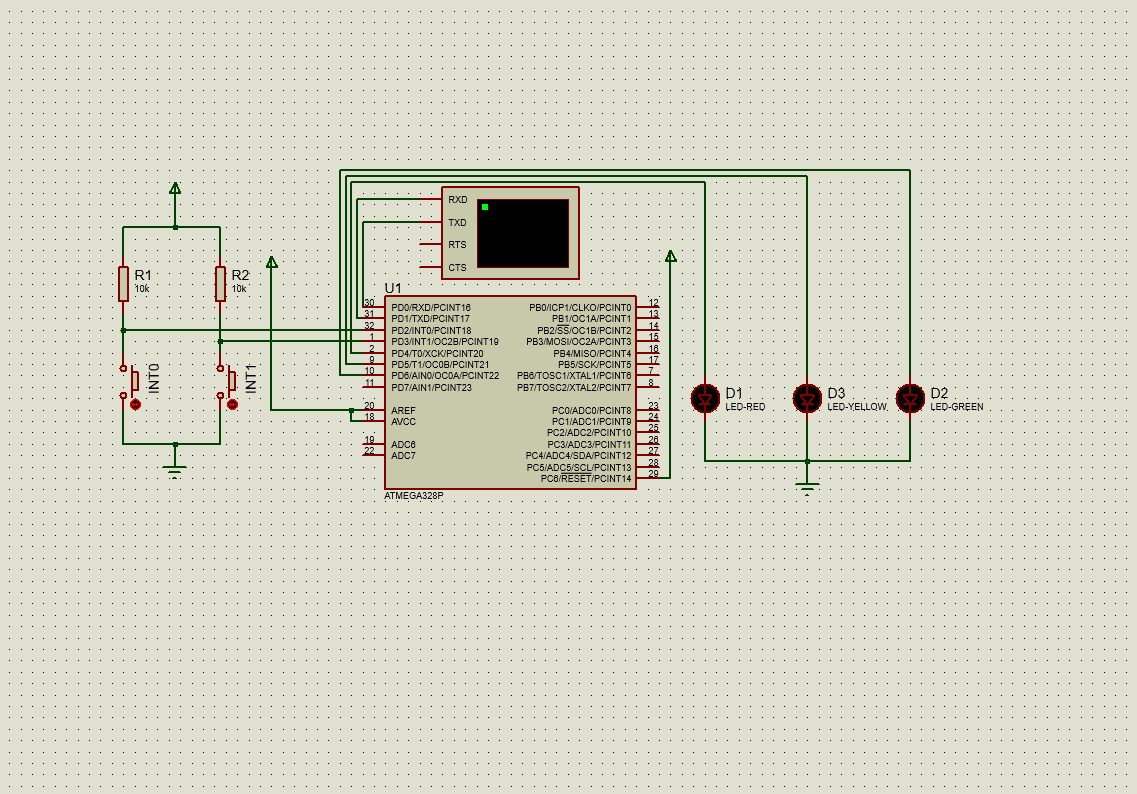 RXD
TXD
RTS
CTS
R1
10k
R2
10k
INT0
INT1
U1
30 PD0/RXD/PCINT16
31 PD1/TXD/PCINT17
32 PD2/INT0/PCINT18
1 PD3/INT1/OC2B/PCINT19
2 PD4/T0/XCK/PCINT20
9 PD5/T1/OC0B/PCINT21
10 PD6/AIN0/OC0A/PCINT22
11 PD7/AIN1/PCINT23
20 AREF
18 AVCC
19 ADC6
22 ADC7
PB0/ICP1/CLKO/PCINT0 12
PB1/OC1A/PCINT1 13
PB2/SS/OC1B/PCINT2 14
PB3/MOSI/OC2A/PCINT3 15
PB4/MISO/PCINT4 16
PB5/SCK/PCINT5 17
PB6/TOSC1/XTAL1/PCINT6 7
PB7/TOSC2/XTAL2/PCINT7 8
PC0/ADC0/PCINT8 23
PC1/ADC1/PCINT9 24
PC2/ADC2/PCINT10 25
PC3/ADC3/PCINT11 26
PC4/ADC4/SDA/PCINT12 27
PC5/ADC5/SCL/PCINT13 28
PC6/RESET/PCINT14 29
ATMEGA328P
D1
LED-RED
D3
LED-YELLOW
D2
LED-GREEN